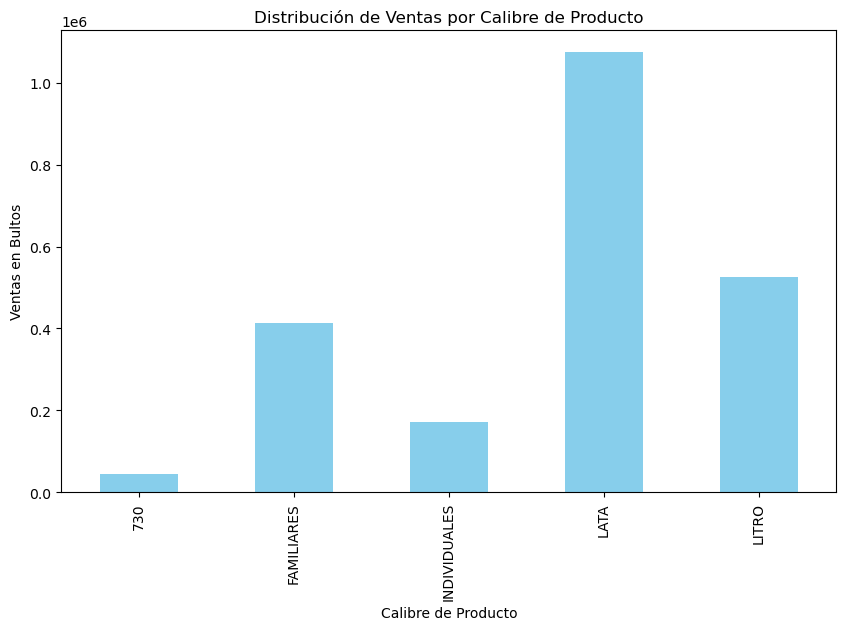 Distribución de Ventas por Calibre de Producto
1e6
1.0
0.8
0.6
0.4
0.2
0.0
Ventas en Bultos
730
FAMILIARES
INDIVIDUALES
LATA
LITRO
Calibre de Producto